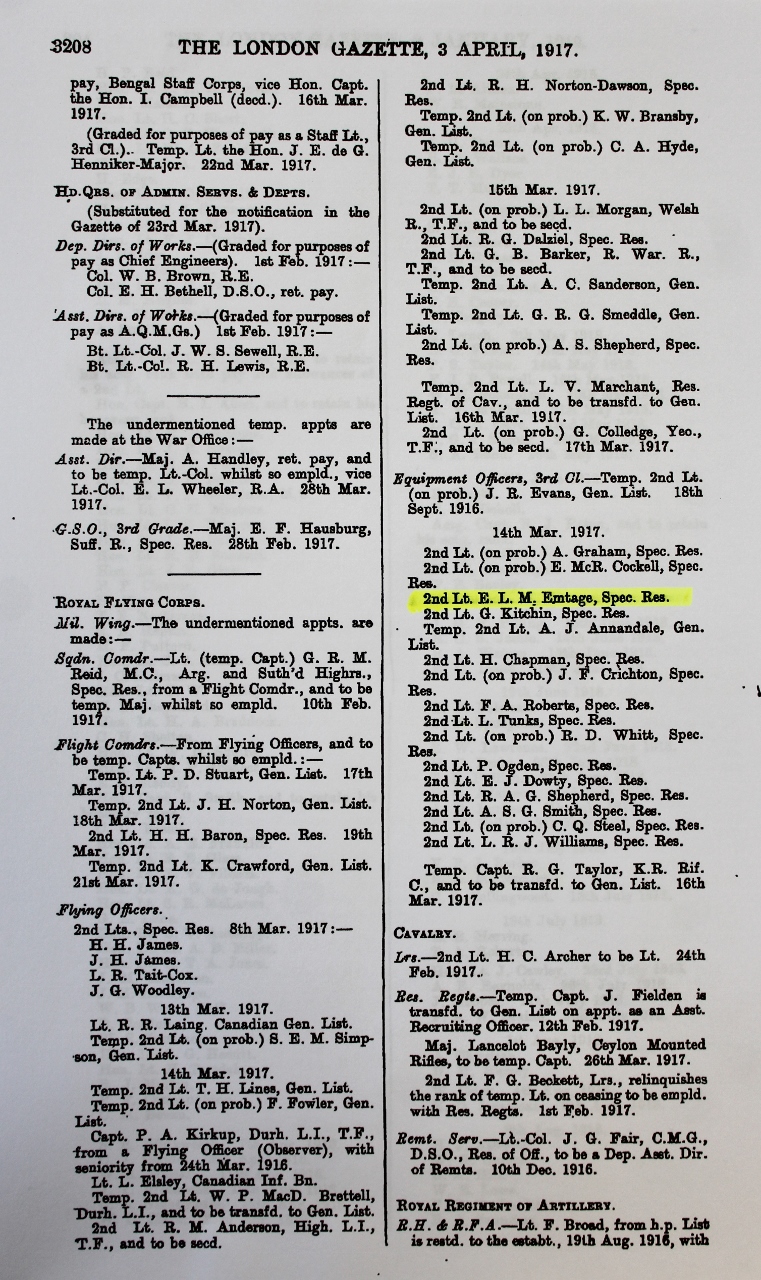 3208
THE LONDON GAZETTE, 3 APRIL, 1917.
pay, Bengal Staff Corps, vice Hon. Capt.
the Hon. I. Campbell (decd.). 16th Mar.
1917.
(Graded for purposes of pay as a Staff Lt.,
3rd Cl.).. Temp. Lt. the Hon. J. E. de G.
Henniker-Major. 22nd Mar. 1917.
HD.QRS. OF ADMIN. SERVS. & DEPTS.
(Substituted for the notification in the
Gazette of 23rd Mar. 1917).
Dep. Dirs. of Works.—(Graded for purposes of
pay as Chief Engineers). 1st Feb. 1917:—
Col. W. B. Brown, R.E.
Col. E. H. Bethell, D.S.O., ret. pay.
Asst. Dirs. of Works.—(Graded for purposes of
pay as A.Q.M.Gs.) 1st Feb. 1917:—
Bt. Lt.-Col. J. W. S. Sewell, R.E.
Bt. Lt.-Col. R. H. Lewis, R.E.
The undermentioned temp. appts. are
made at the War Office:—
Asst. Dir.—Maj. A. Handley, ret. pay, and
to be temp. Lt.-Col. whilst so empld., vice
Lt.-Col. E. L. Wheeler, R.A. 28th Mar.
1917.
G.S.O., 3rd Grade.—Maj. E. F. Hausburg,
Suff. R., Spec. Res. 28th Feb. 1917.
ROYAL FLYING CORPS.
Mil. Wing.—The undermentioned appts. are
made:—
Sqdn. Comdr.—Lt. (temp. Capt.) G. R. M.
Reid, M.C., Arg. and Suth'd Highrs.,
Spec. Res., from a Flight Comdr., and to be
temp. Maj. whilst so empld. 10th Feb.
1917.
Flight Comdrs.—From Flying Officers, and to
be temp. Capts. whilst so empld.:—
Temp. Lt. P. D. Stuart, Gen. List. 17th
Mar. 1917.
Temp. 2nd Lt. J. H. Norton, Gen. List.
18th Mar. 1917.
2nd Lt. H. H. Baron, Spec. Res. 19th
Mar. 1917.
Temp. 2nd Lt. K. Crawford, Gen. List.
21st Mar. 1917.
Flying Officers.
2nd Lts., Spec. Res. 8th Mar. 1917:—
H. H. James.
J. H. James.
L. R. Tait-Cox.
J. G. Woodley.
13th Mar. 1917.
Lt. R. R. Laing. Canadian Gen. List.
Temp. 2nd Lt. (on prob.) S. E. M. Simp-
son, Gen. List.
14th Mar. 1917.
Temp. 2nd Lt. T. H. Lines, Gen. List.
Temp. 2nd Lt. (on prob.) F. Fowler, Gen.
List.
Capt. P. A. Kirkup, Durh. L.I., T.F.,
from a Flying Officer (Observer), with
seniority from 24th Mar. 1916.
Lt. L. Elsley, Canadian Inf. Bn.
Temp. 2nd Lt. W. P. MacD. Brettell,
Durh. L.I., and to be transfd. to Gen. List.
2nd Lt. R. M. Anderson, High. L.I.,
T.F., and to be secd.
2nd Lt. R. H. Norton-Dawson, Spec.
Res.
Temp. 2nd Lt. (on prob.) K. W. Bransby,
Gen. List.
Temp. 2nd Lt. (on prob.) C. A. Hyde,
Gen. List.
15th Mar. 1917.
2nd Lt. (on prob.) L. L. Morgan, Welsh
R., T.F., and to be secd.
2nd Lt. R. G. Dalziel, Spec. Res.
2nd Lt. G. B. Barker, R. War. R.,
T.F., and to be secd.
Temp. 2nd Lt. A. C. Sanderson, Gen.
List.
Temp. 2nd Lt. G. R. G. Smeddle, Gen.
List.
2nd Lt. (on prob.) A. S. Shepherd, Spec.
Res.
Temp. 2nd Lt. L. V. Marchant, Res.
Regt. of Cav., and to be transfd. to Gen.
List. 16th Mar. 1917.
2nd Lt. (on prob.) G. Colledge, Yeo.,
T.F., and to be secd. 17th Mar. 1917.
Equipment Officers, 3rd Cl.—Temp. 2nd Lt.
(on prob.) J. R. Evans, Gen. List. 18th
Sept. 1916.
14th Mar. 1917.
2nd Lt. (on prob.) A. Graham, Spec. Res.
2nd Lt. (on prob.) E. McR. Cockell, Spec.
Res.
2nd Lt. E. L. M. Emtage, Spec. Res.
2nd Lt. G. Kitchin, Spec. Res.
Temp. 2nd Lt. A. J. Annandale, Gen.
List.
2nd Lt. H. Chapman, Spec. Res.
2nd Lt. (on prob.) J. F. Crichton, Spec.
Res.
2nd Lt. F. A. Roberts, Spec. Res.
2nd Lt. L. Tunks, Spec. Res.
2nd Lt. (on prob.) R. D. Whitt, Spec.
Res.
2nd Lt. P. Ogden, Spec. Res.
2nd Lt. E. J. Dowty, Spec. Res.
2nd Lt. R. A. G. Shepherd, Spec. Res.
2nd Lt. A. S. G. Smith, Spec. Res.
2nd Lt. (on prob.) C. Q. Steel, Spec. Res.
2nd Lt. L. R. J. Williams, Spec. Res.
Temp. Capt. R. G. Taylor, K.R. Rif.
C., and to be transfd. to Gen. List. 16th
Mar. 1917.
CAVALRY.
Lrs.—2nd Lt. H. C. Archer to be Lt. 24th
Feb. 1917..
Res. Regts.—Temp. Capt. J. Fielden is
transfd. to Gen. List on appt. as an Asst.
Recruiting Officer. 12th Feb. 1917.
Maj. Lancelot Bayly, Ceylon Mounted
Rifles, to be temp. Capt. 26th Mar. 1917.
2nd Lt. F. G. Beckett, Lrs., relinquishes
the rank of temp. Lt. on ceasing to be empld.
with Res. Regts. 1st Feb. 1917.
Remt. Serv.—Lt.-Col. J. G. Fair, C.M.G.,
D.S.O., Res. of Off., to be a Dep. Asst. Dir.
of Remts. 10th Dec. 1916.
ROYAL REGIMENT OF ARTILLERY.
R.H. & R.F.A.—Lt. F. Broad, from h.p. List
is restd. to the estabt., 19th Aug. 1916, with